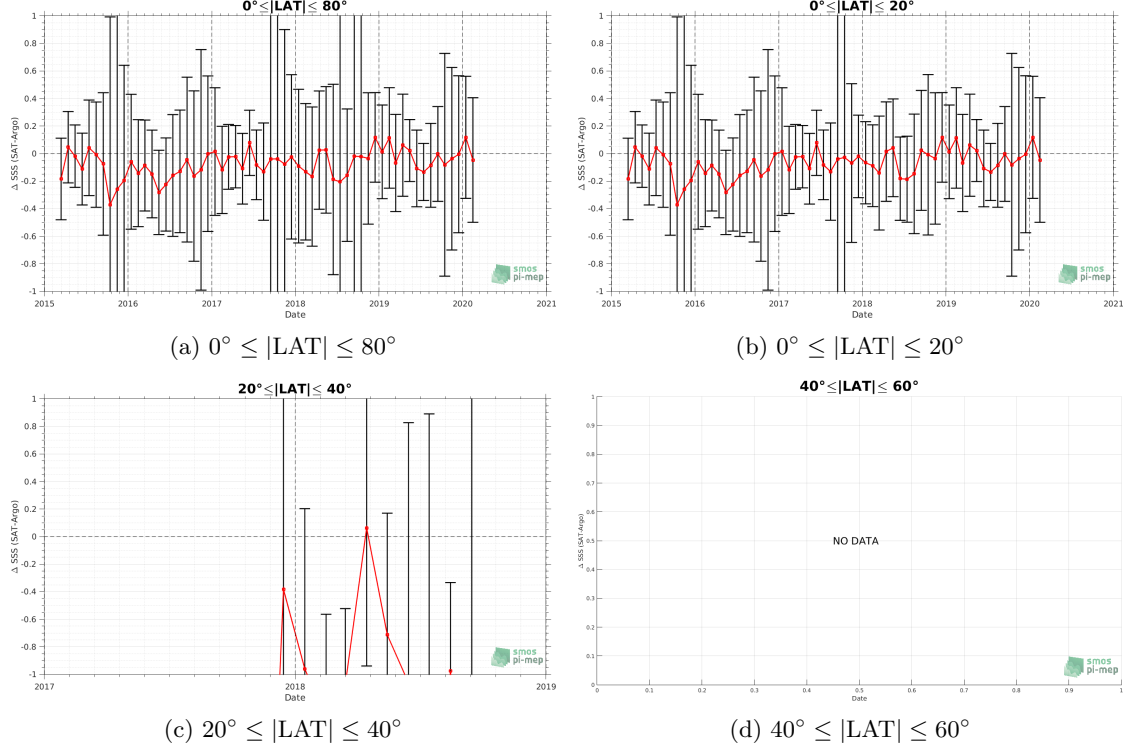 0°≤|LAT|≤ 80°
1
0.8
0.6
0.4
0.2
0
-0.2
-0.4
-0.6
-0.8
-1
Δ SSS (SAT-Argo)
2015 2016 2017 2018 2019 2020 2021
Date
smos
pi-mep
(a) 0° ≤ |LAT| ≤ 80°
0°≤|LAT|≤ 20°
1
0.8
0.6
0.4
0.2
0
-0.2
-0.4
-0.6
-0.8
-1
Δ SSS (SAT-Argo)
2015 2016 2017 2018 2019 2020 2021
Date
smos
pi-mep
(b) 0° ≤ |LAT| ≤ 20°
20°≤|LAT|≤ 40°
1
0.8
0.6
0.4
0.2
0
-0.2
-0.4
-0.6
-0.8
-1
Δ SSS (SAT-Argo)
2017 2018 2019
Date
smos
pi-mep
(c) 20° ≤ |LAT| ≤ 40°
40°≤|LAT|≤ 60°
1
0.9
0.8
0.7
0.6
0.5
0.4
0.3
0.2
0.1
0
Δ SSS (SAT-Argo)
NO DATA
0 0.1 0.2 0.3 0.4 0.5 0.6 0.7 0.8 0.9 1
Date
smos
pi-mep
(d) 40° ≤ |LAT| ≤ 60°